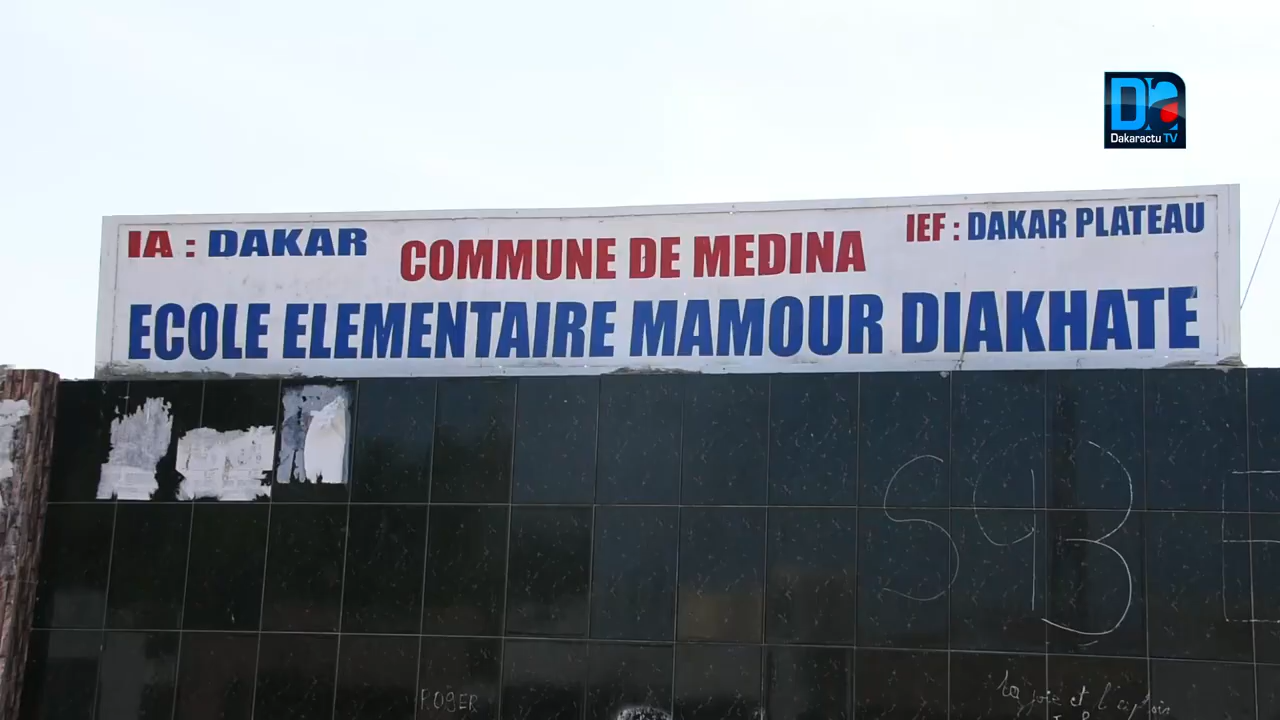 Dakaractu TV
IA : DAKAR
COMMUNE DE MEDINA
IEF : DAKAR PLATEAU
ECOLE ELEMENTAIRE MAMOUR DIAKHATE
ROGER